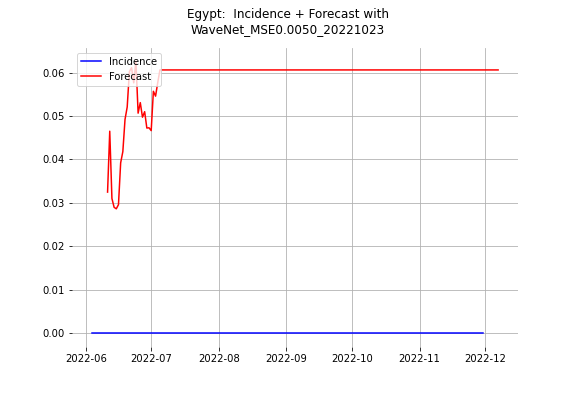 Egypt:  Incidence + Forecast with
WaveNet_MSE0.0050_20221023
Incidence
Forecast
0.06
0.05
0.04
0.03
0.02
0.01
0.00
2022-06 2022-07 2022-08 2022-09 2022-10 2022-11 2022-12